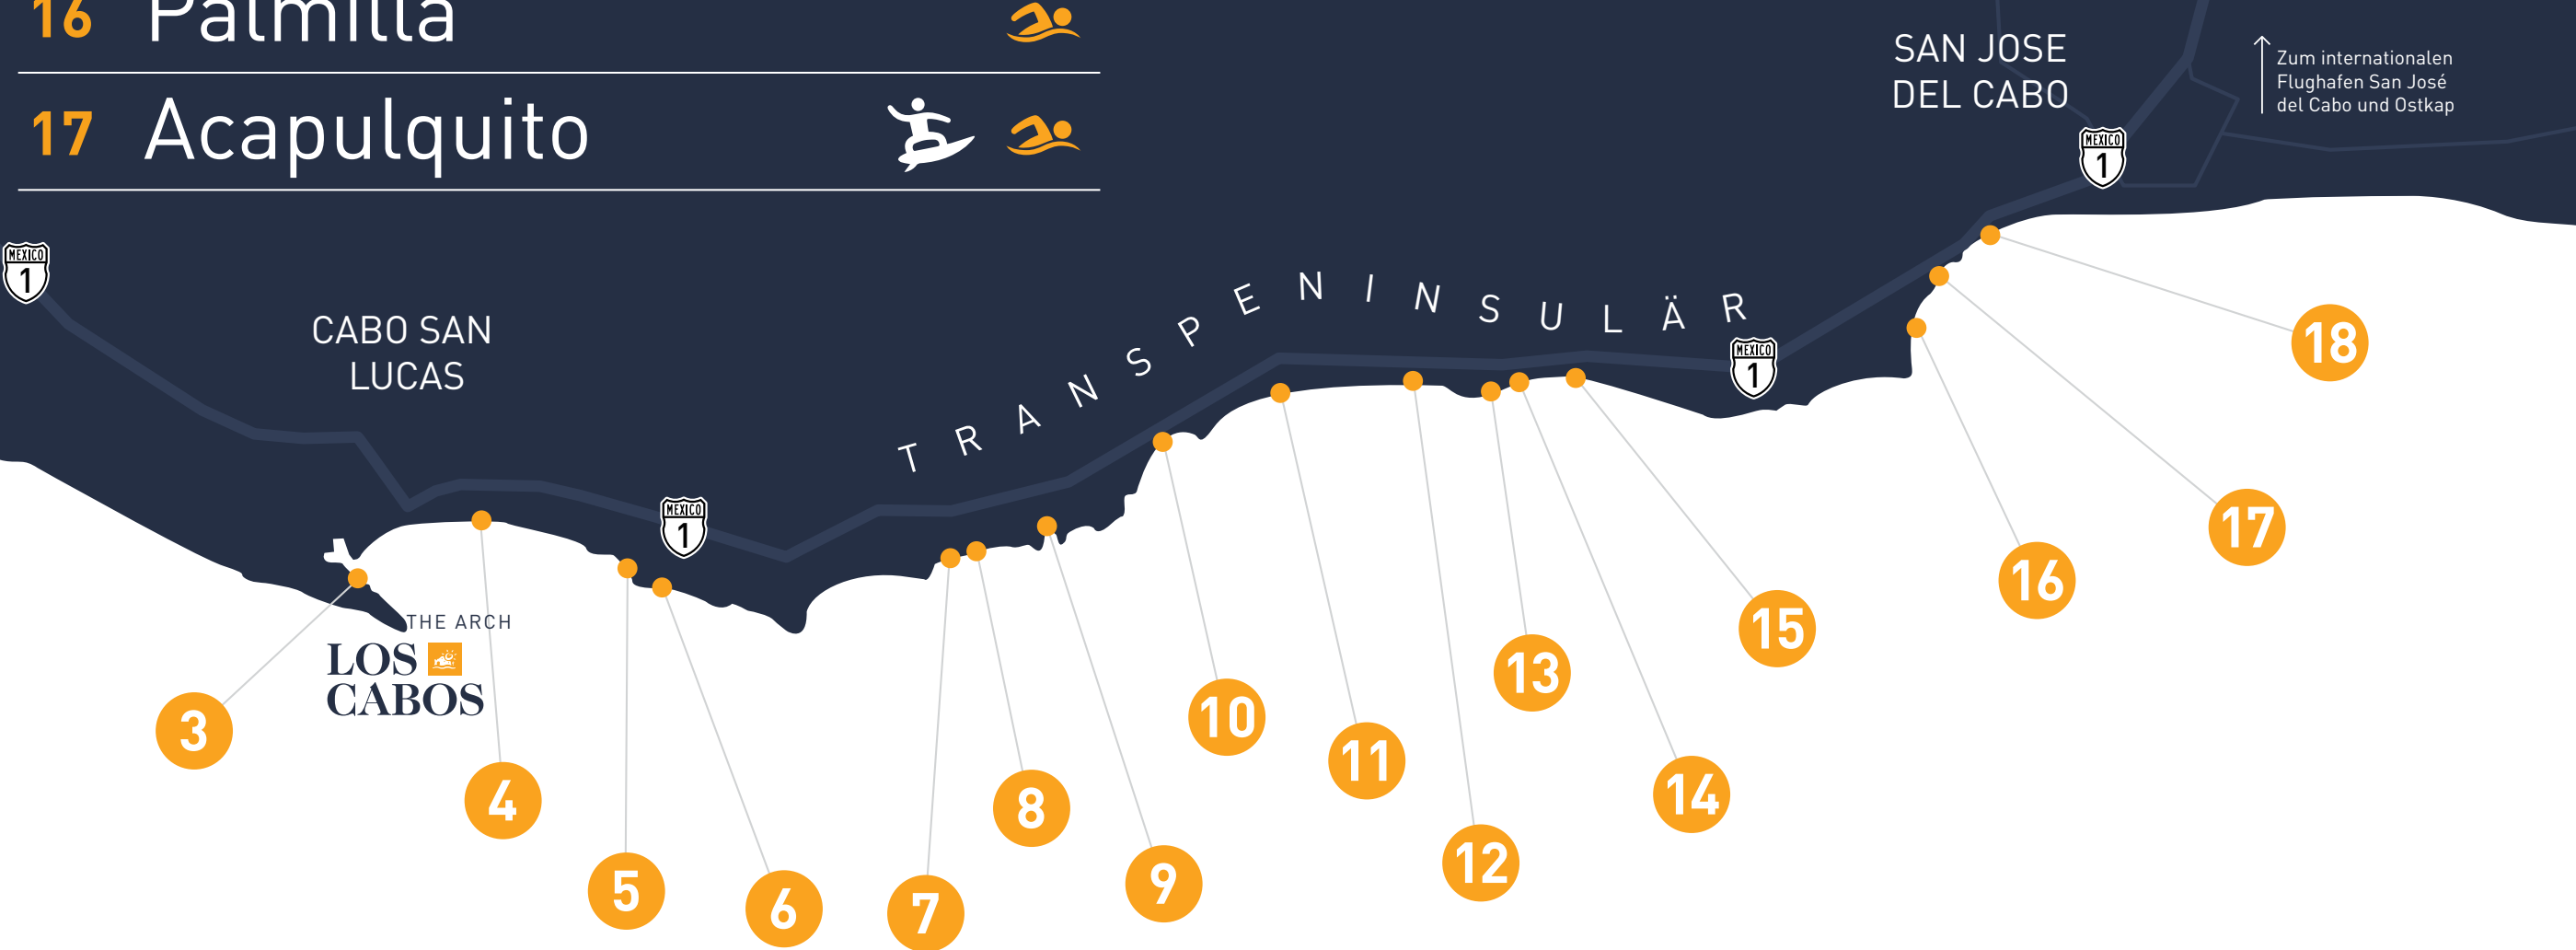 16 Palmilla
17 Acapulquito
SAN JOSE
DEL CABO
Zum internationalen
Flughafen San José
del Cabo und Ostkap
MEXICO
1
MEXICO
1
CABO SAN
LUCAS
TRANSPENINSULÄR
MEXICO
1
MEXICO
1
THE ARCH
LOS
CABOS
3
4
5
6
7
8
9
10
11
12
13
14
15
16
17
18